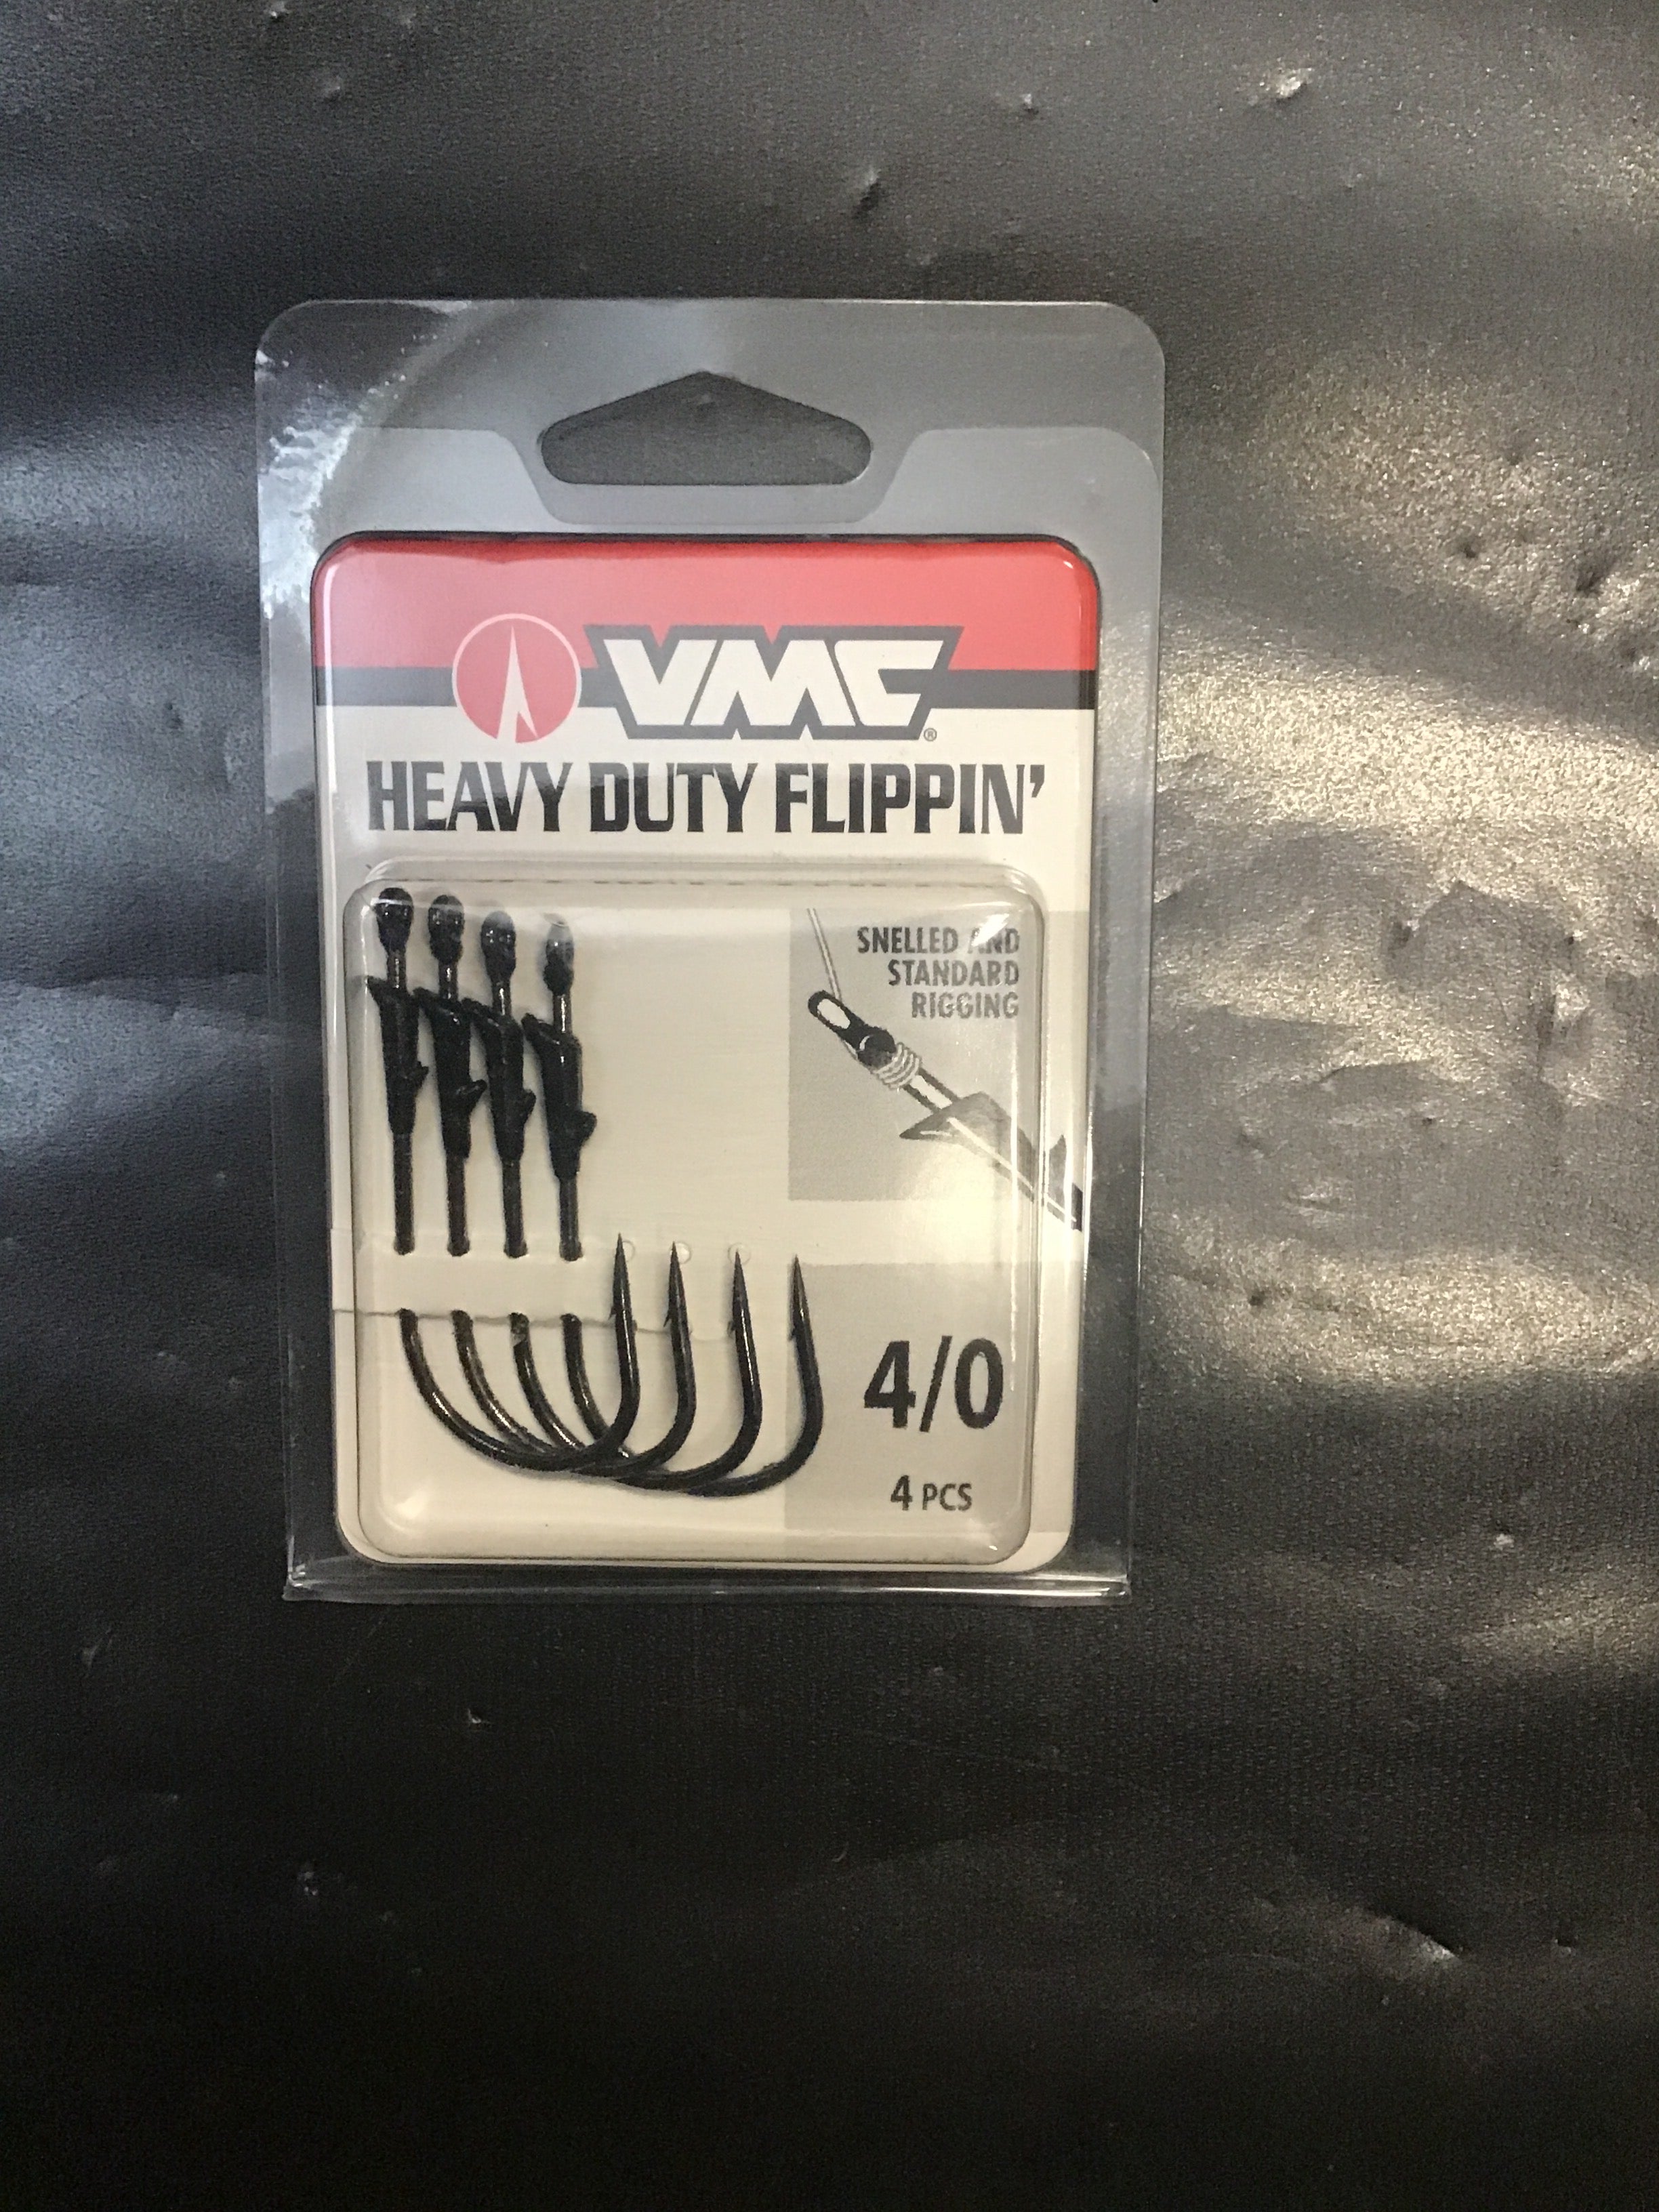 VMC®
HEAVY DUTY FLIPPIN'
SNELLED AND
STANDARD
RIGGING
4/0
4 PCS